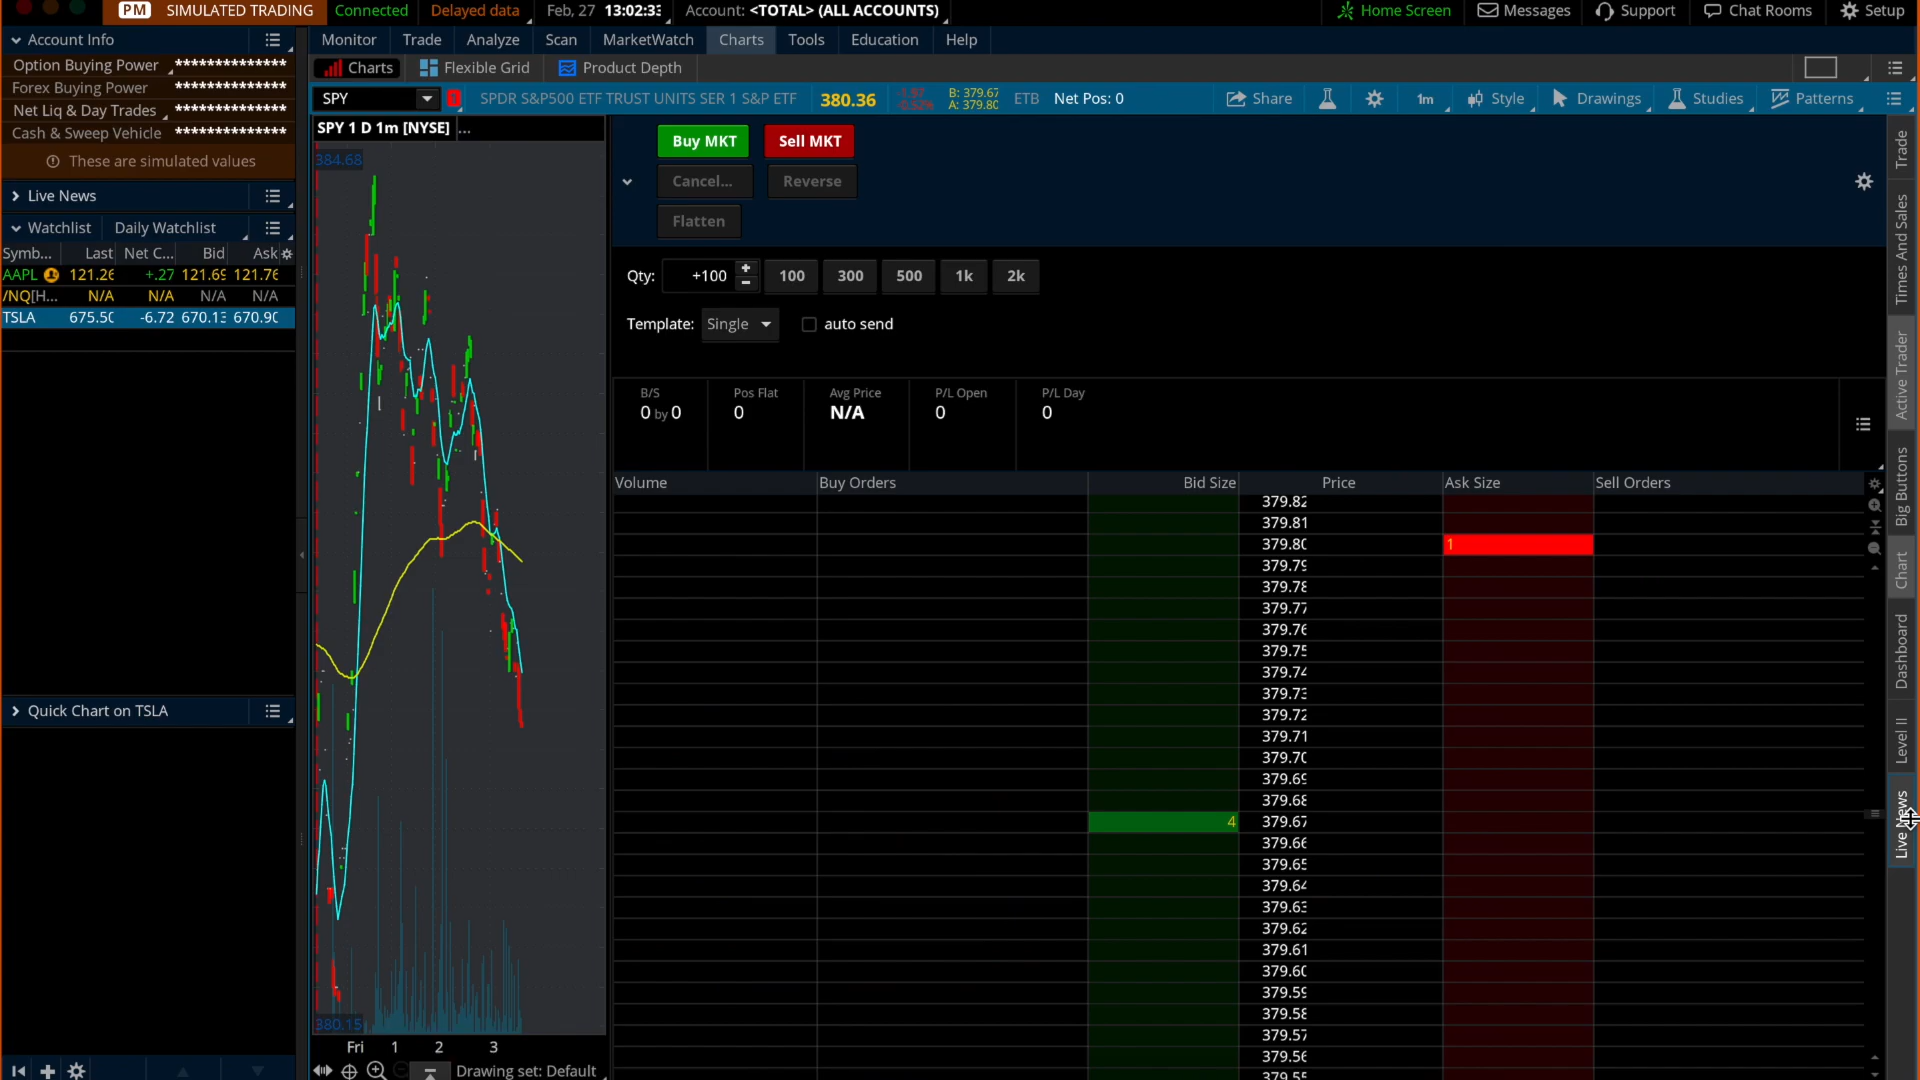 PM SIMULATED TRADING Connected Delayed data Feb, 27 13:02:33 Account: <TOTAL> (ALL ACCOUNTS) Home Screen Messages Support Chat Rooms Setup
Account Info
Monitor Trade Analyze Scan MarketWatch Charts Tools Education Help
Option Buying Power **************
Forex Buying Power **************
Net Liq & Day Trades **************
Cash & Sweep Vehicle **************
These are simulated values
Charts Flexible Grid Product Depth
SPY 1 SPDR S&P500 ETF TRUST UNITS SER 1 S&P ETF 380.36 -1.97 -0.52% B: 379.67 A: 379.80 ETB Net Pos: 0 Share 1m Style Drawings Studies Patterns
SPY 1 D 1m [NYSE] ...
Live News
Watchlist Daily Watchlist
Symb... Last Net C... Bid Ask
AAPL 121.26 +.27 121.69 121.76
/NQ[H... N/A N/A N/A N/A
TSLA 675.50 -6.72 670.13 670.90
Quick Chart on TSLA
384.68
380.15
Fri 1 2 3
Drawing set: Default
Buy MKT Sell MKT
Cancel... Reverse
Flatten
Qty: +100 100 300 500 1k 2k
Template: Single auto send
B/S Pos Flat Avg Price P/L Open P/L Day
0 by 0 0 N/A 0 0
Volume Buy Orders Bid Size Price Ask Size Sell Orders
379.82
379.81
379.80 1
379.79
379.78
379.77
379.76
379.75
379.74
379.73
379.72
379.71
379.70
379.69
379.68
4 379.67
379.66
379.65
379.64
379.63
379.62
379.61
379.60
379.59
379.58
379.57
379.56
379.55
Trade
Times And Sales
Active Trader
Big Buttons
Chart
Dashboard
Level II
Live News